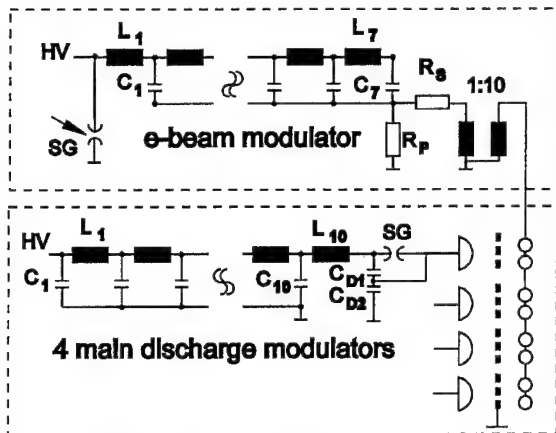 L1 L7
HV
C1 C7 RS 1:10
SG e-beam modulator RP
HV L1 L10 SG
C1 C10 CD1
CD2
4 main discharge modulators